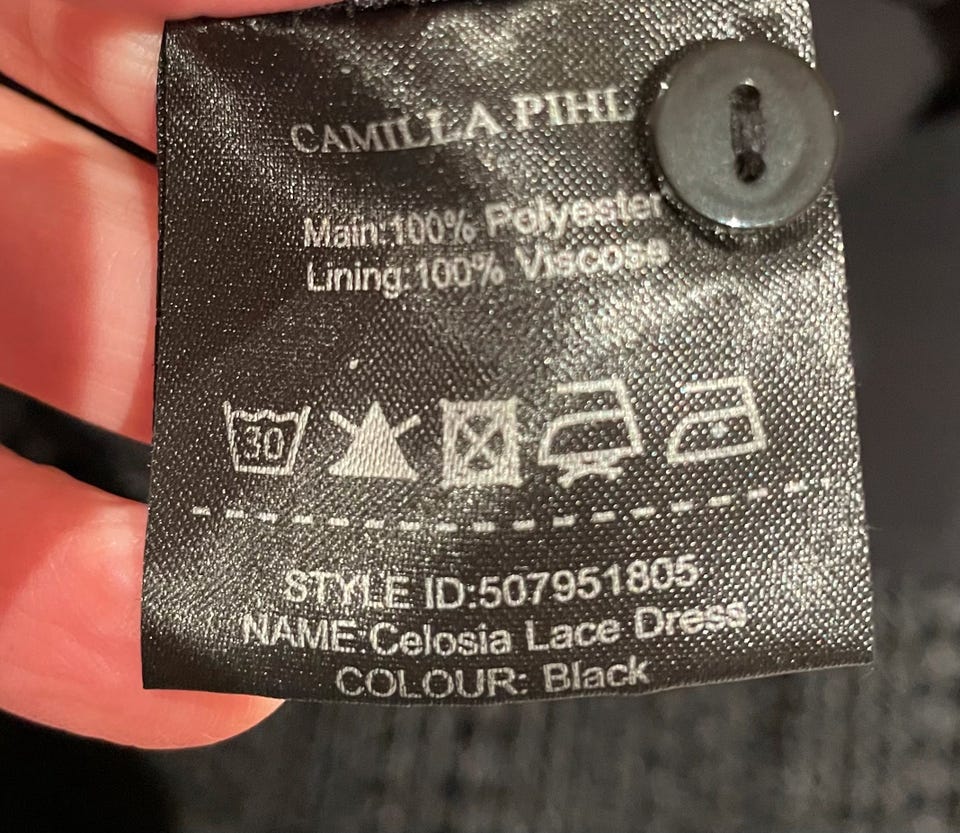 CAMILLA PIHL
Main:100% Polyester
Lining:100% Viscose
30
STYLE ID:507951805
NAME:Celosia Lace Dress
COLOUR: Black